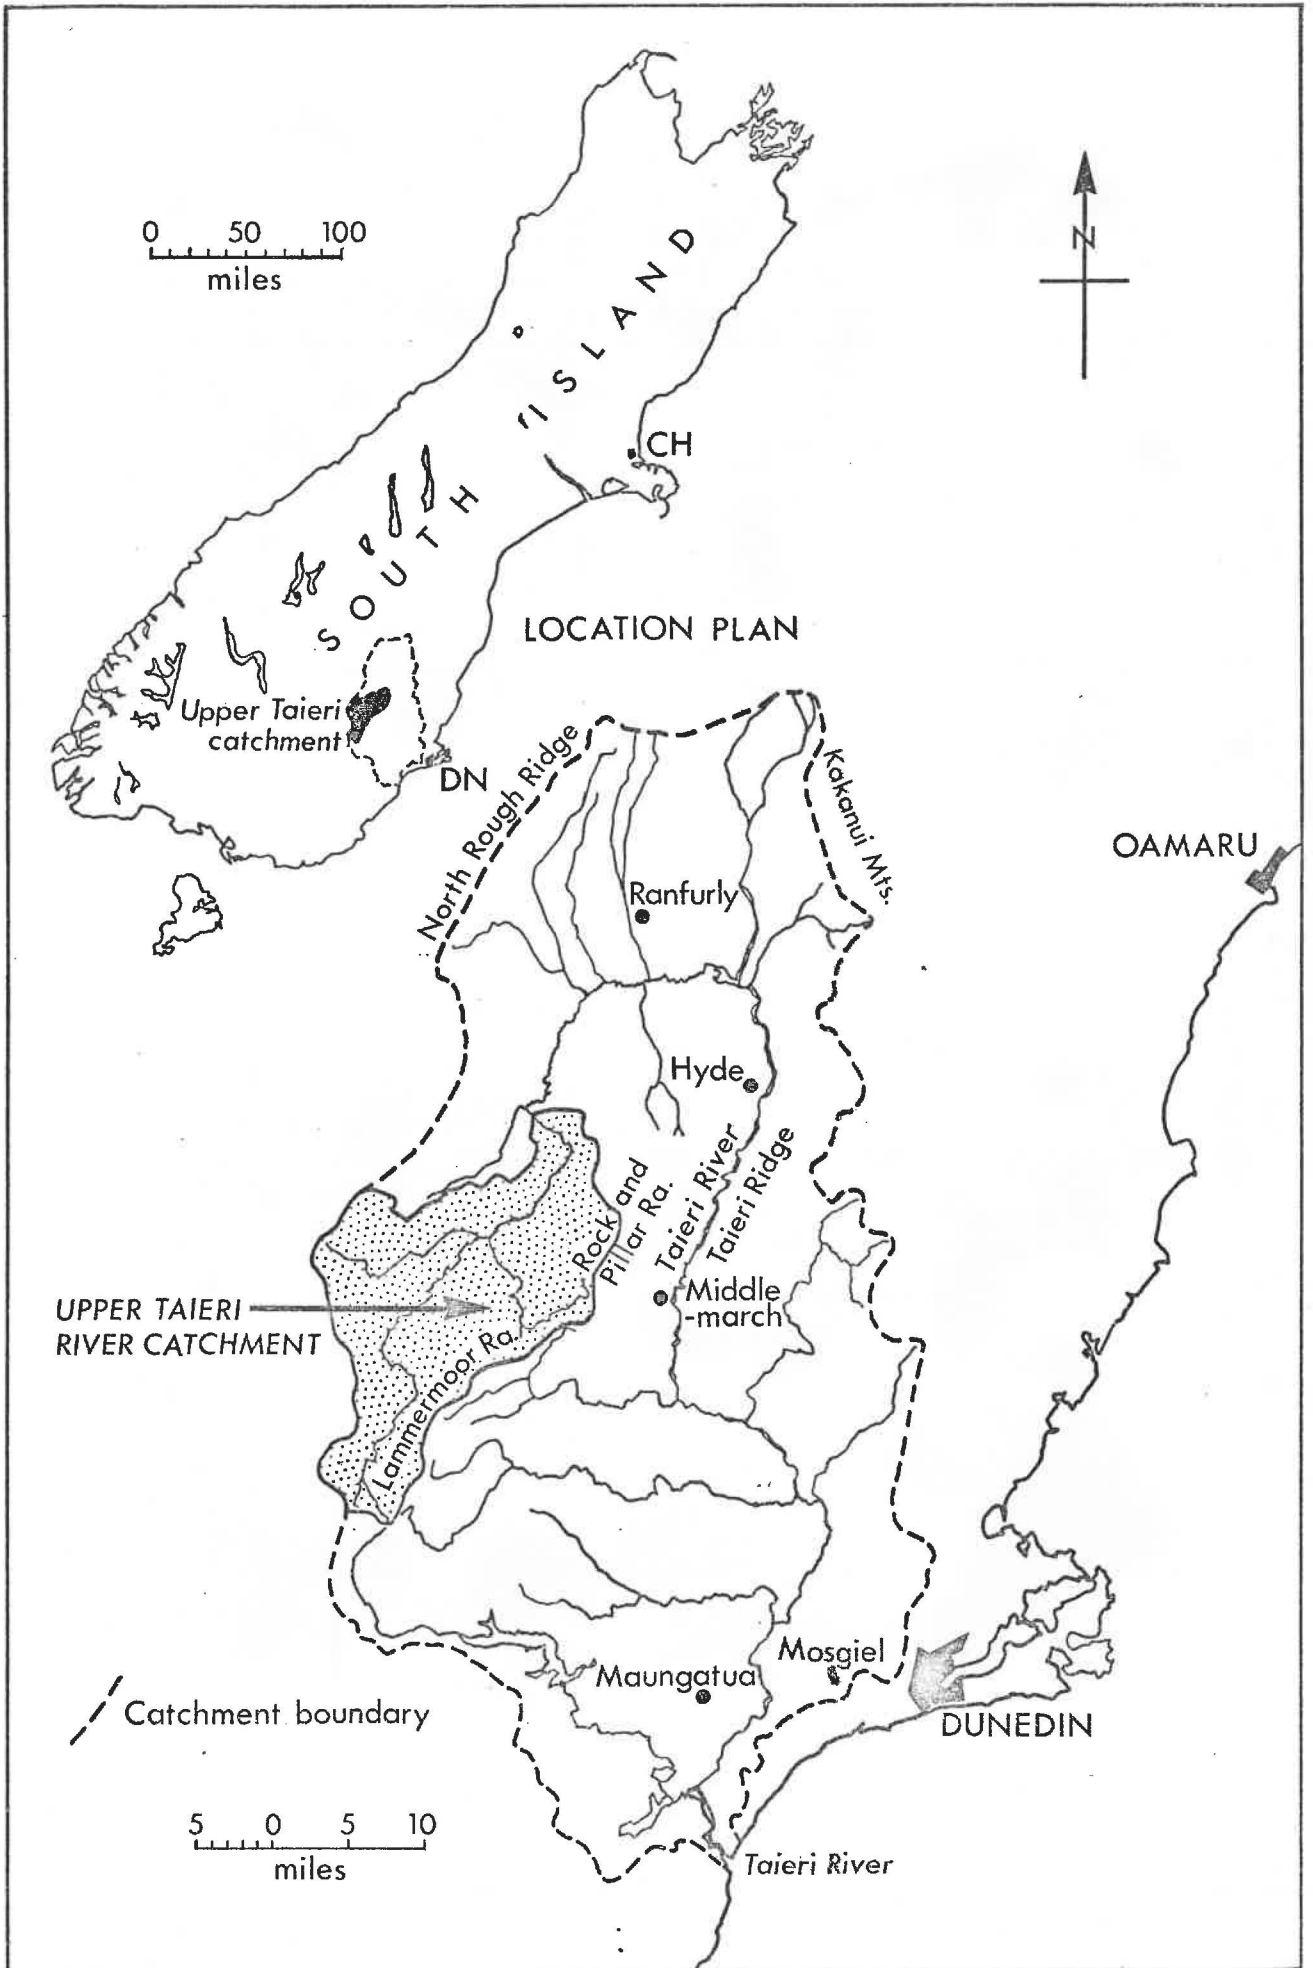 0 50 100
miles
N
SOUTH ISLAND
CH
LOCATION PLAN
Upper Taieri
catchment
DN
North Rough Ridge
Kakanui Mts.
OAMARU
Ranfurly
Hyde
Rock and
Pillar Ra.
Taieri River
Taieri Ridge
Middle
-march
UPPER TAIERI
RIVER CATCHMENT
Lammermoor Ra.
Mosgiel
Maungatua
Catchment boundary
DUNEDIN
5 0 5 10
miles
Taieri River